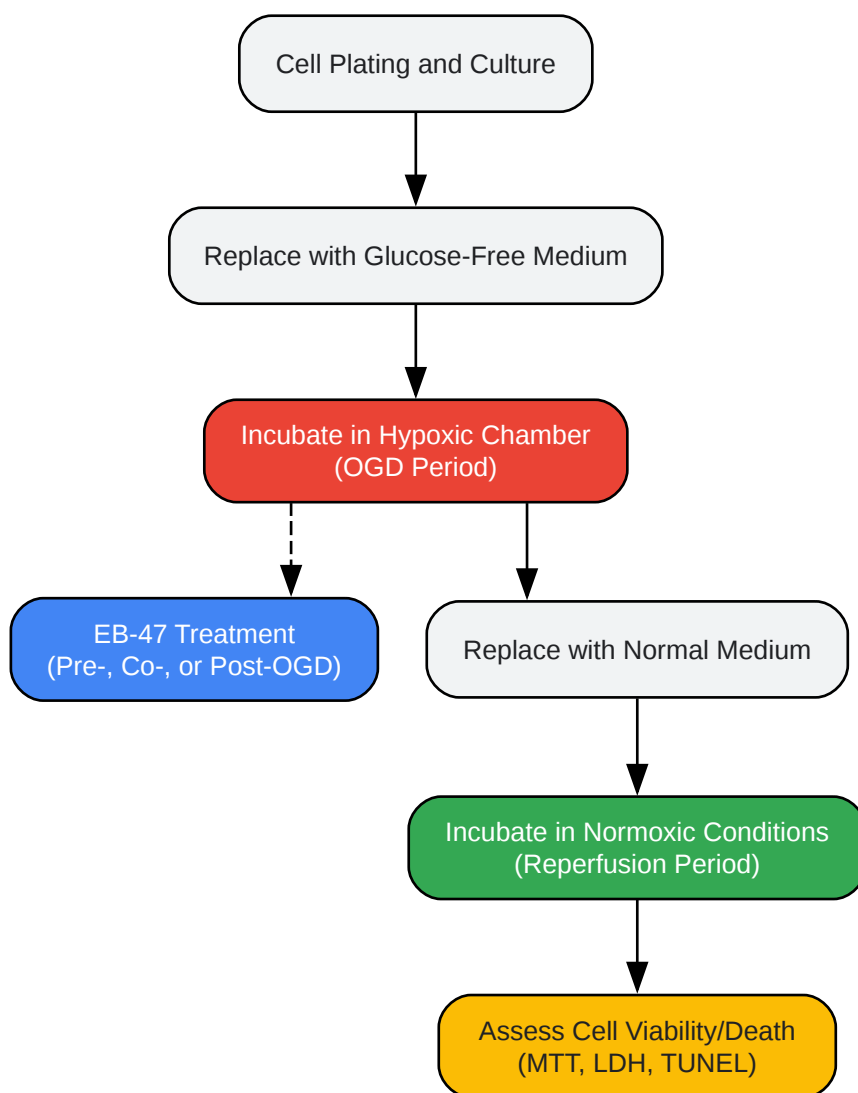 Cell Plating and Culture
Replace with Glucose-Free Medium
Incubate in Hypoxic Chamber
(OGD Period)
EB-47 Treatment
(Pre-, Co-, or Post-OGD)
Replace with Normal Medium
Incubate in Normoxic Conditions
(Reperfusion Period)
Assess Cell Viability/Death
(MTT, LDH, TUNEL)